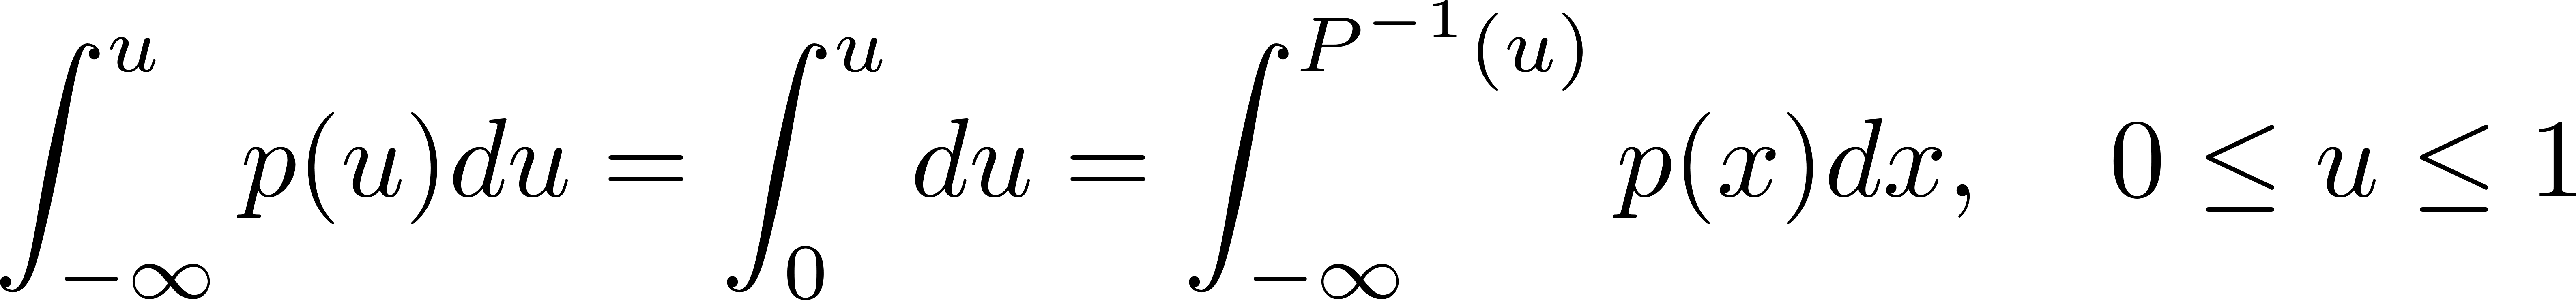 ∫_{-∞}^{u} p(u)du = ∫_{0}^{u} du = ∫_{-∞}^{P^{-1}(u)} p(x)dx,   0 ≤ u ≤ 1